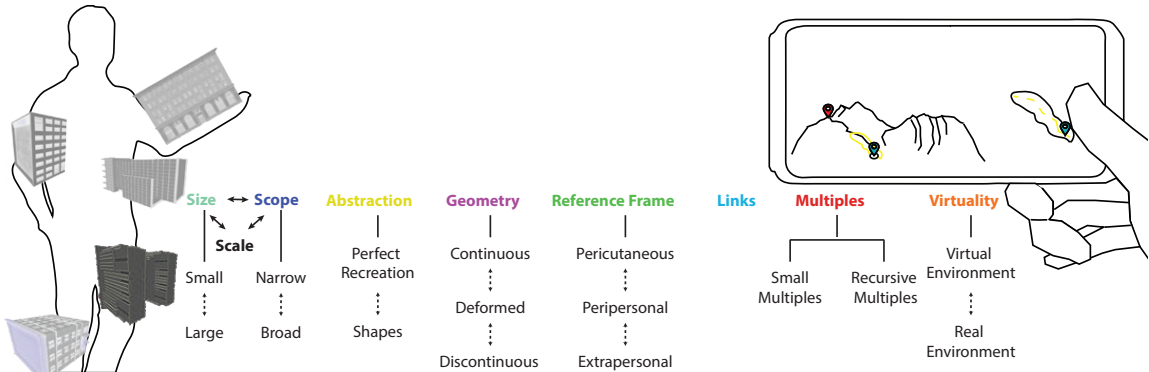 Size
Scope
Abstraction
Geometry
Reference Frame
Links
Multiples
Virtuality
Scale
Small
Large
Narrow
Broad
Perfect
Recreation
Shapes
Continuous
Deformed
Discontinuous
Pericutaneous
Peripersonal
Extrapersonal
Small
Multiples
Recursive
Multiples
Virtual
Environment
Real
Environment